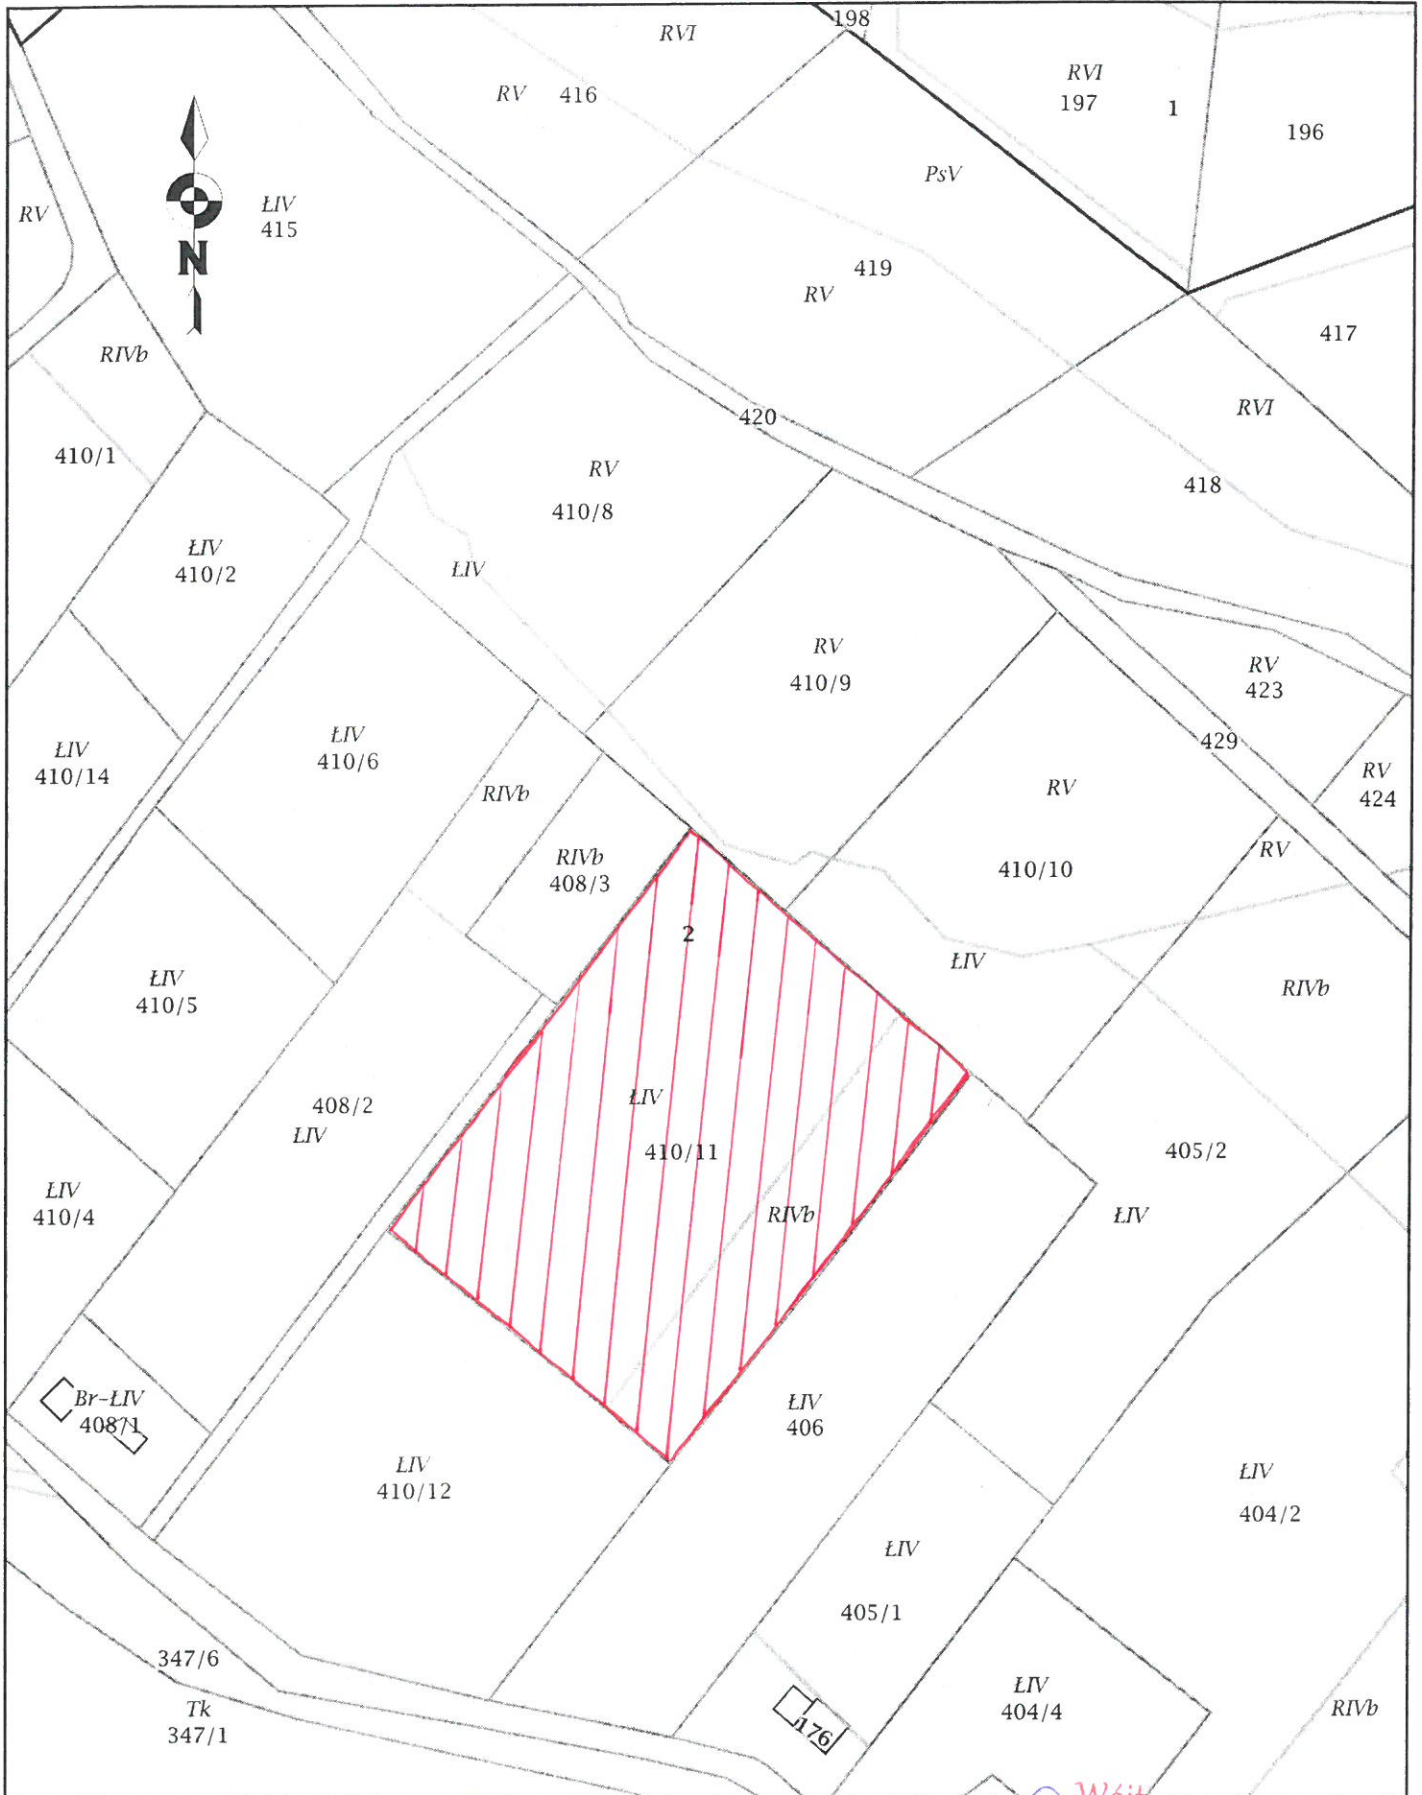 198
RVI
RV 416
RVI
197
1
196
PsV
RV
ŁIV
415
N
419
RV
417
RIVb
RVI
420
410/1
RV
410/8
418
ŁIV
410/2
ŁIV
RV
410/9
RV
423
429
ŁIV
410/14
ŁIV
410/6
RIVb
RV
RV
424
RV
RIVb
408/3
410/10
2
ŁIV
RIVb
ŁIV
410/5
ŁIV
408/2
ŁIV
410/11
405/2
ŁIV
410/4
RIVb
ŁIV
Br-ŁIV
408/1
ŁIV
406
ŁIV
410/12
ŁIV
404/2
ŁIV
405/1
347/6
Tk
347/1
ŁIV
404/4
RIVb
176
Wójt